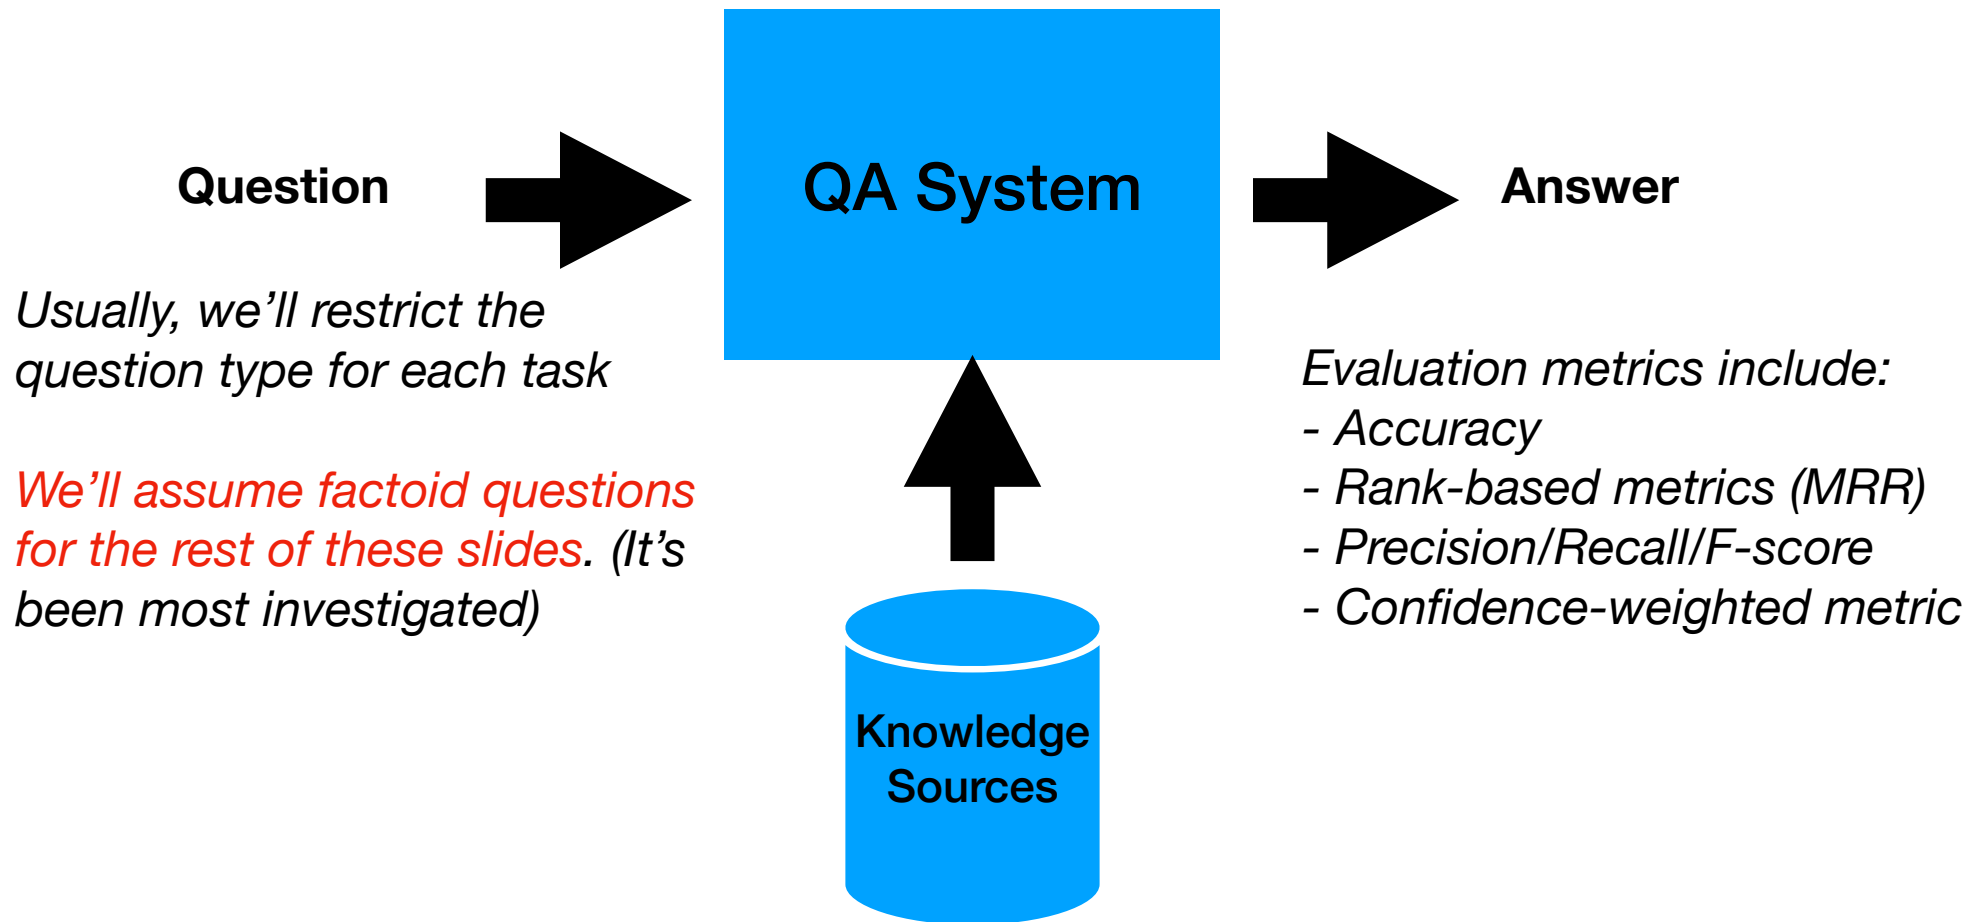 Question
QA System
Answer
Usually, we’ll restrict the
question type for each task
We’ll assume factoid questions
for the rest of these slides. (It’s
been most investigated)
Evaluation metrics include:
- Accuracy
- Rank-based metrics (MRR)
- Precision/Recall/F-score
- Confidence-weighted metric
Knowledge
Sources